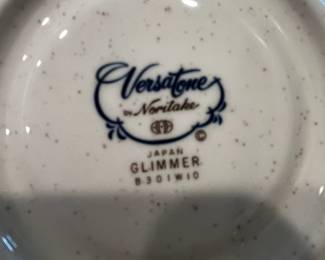 Versatone
by Noritake
©
JAPAN
GLIMMER
B301W10